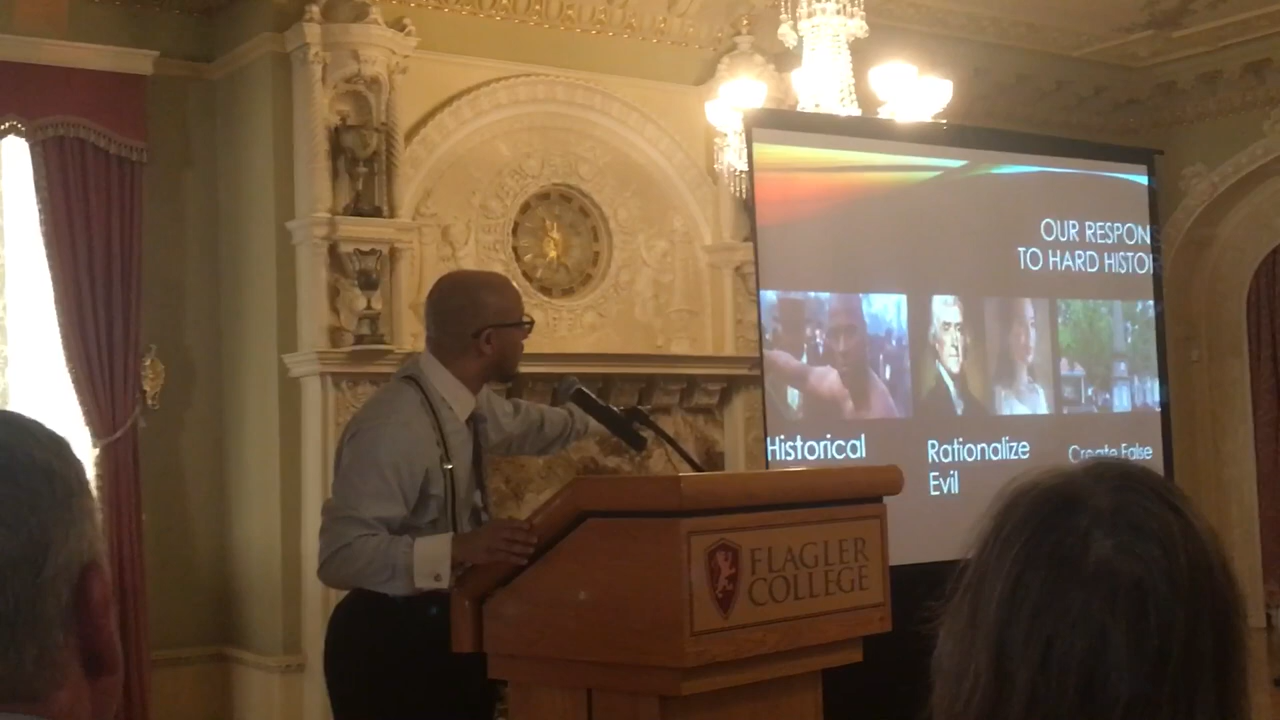 OUR RESPON
TO HARD HISTO
Historical
Rationalize
Evil
Create False
FLAGLER
COLLEGE